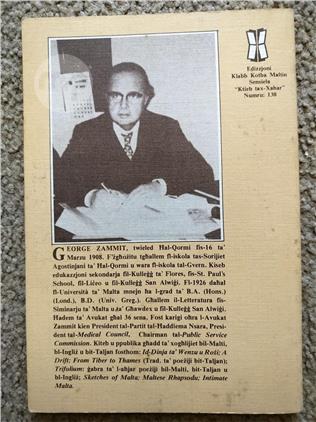 Edizzjoni
Klabb Kotba Maltin
Sensiela
"Ktieb tax-Xahar"
Numru: 138
GEORGE ZAMMIT, twieled Ħal-Qormi fis-16 ta'
Marzu 1908. F'żgħożitu tgħallem fl-iskola tas-Sorijiet
Agostinjani ta' Ħal-Qormi u wara fl-iskola tal-Gvern. Kiseb
edukazzjoni sekondarja fil-Kulleġġ ta' Flores, fis-St. Paul's
School, fil-Liċeo u fil-Kulleġġ San Alwiġi. Fl-1926 daħal
fl-Università ta' Malta mnejn ħa l-grad ta' B.A. (Hons.)
(Lond.), B.D. (Univ. Greg.). Għallem il-Letteratura fis-
Siminarju ta' Malta u ta' Għawdex u fil-Kulleġġ San Alwiġi.
Ħadem ta' Avukat għal 36 sena, Fost karigi oħra l-Avukat
Zammit kien President tal-Partit tal-Ħaddiema Nsara, Presi-
dent tal-Medical Council, Chairman tal-Public Service
Commission. Kiteb u ppublika għadd ta' xogħlijiet bil-Malti,
bl-Ingliż u bit-Taljan fosthom: Id-Dinja ta' Wenzu u Rożi; A
Drift; From Tiber to Thames (Trad. ta' poeżiji bit-Taljan);
Trifolium; ġabra ta' l-aħjar poeżiji bil-Malti, bit-Taljan u
bl-Ingliż; Sketches of Malta; Maltese Rhapsody; Intimate
Malta.